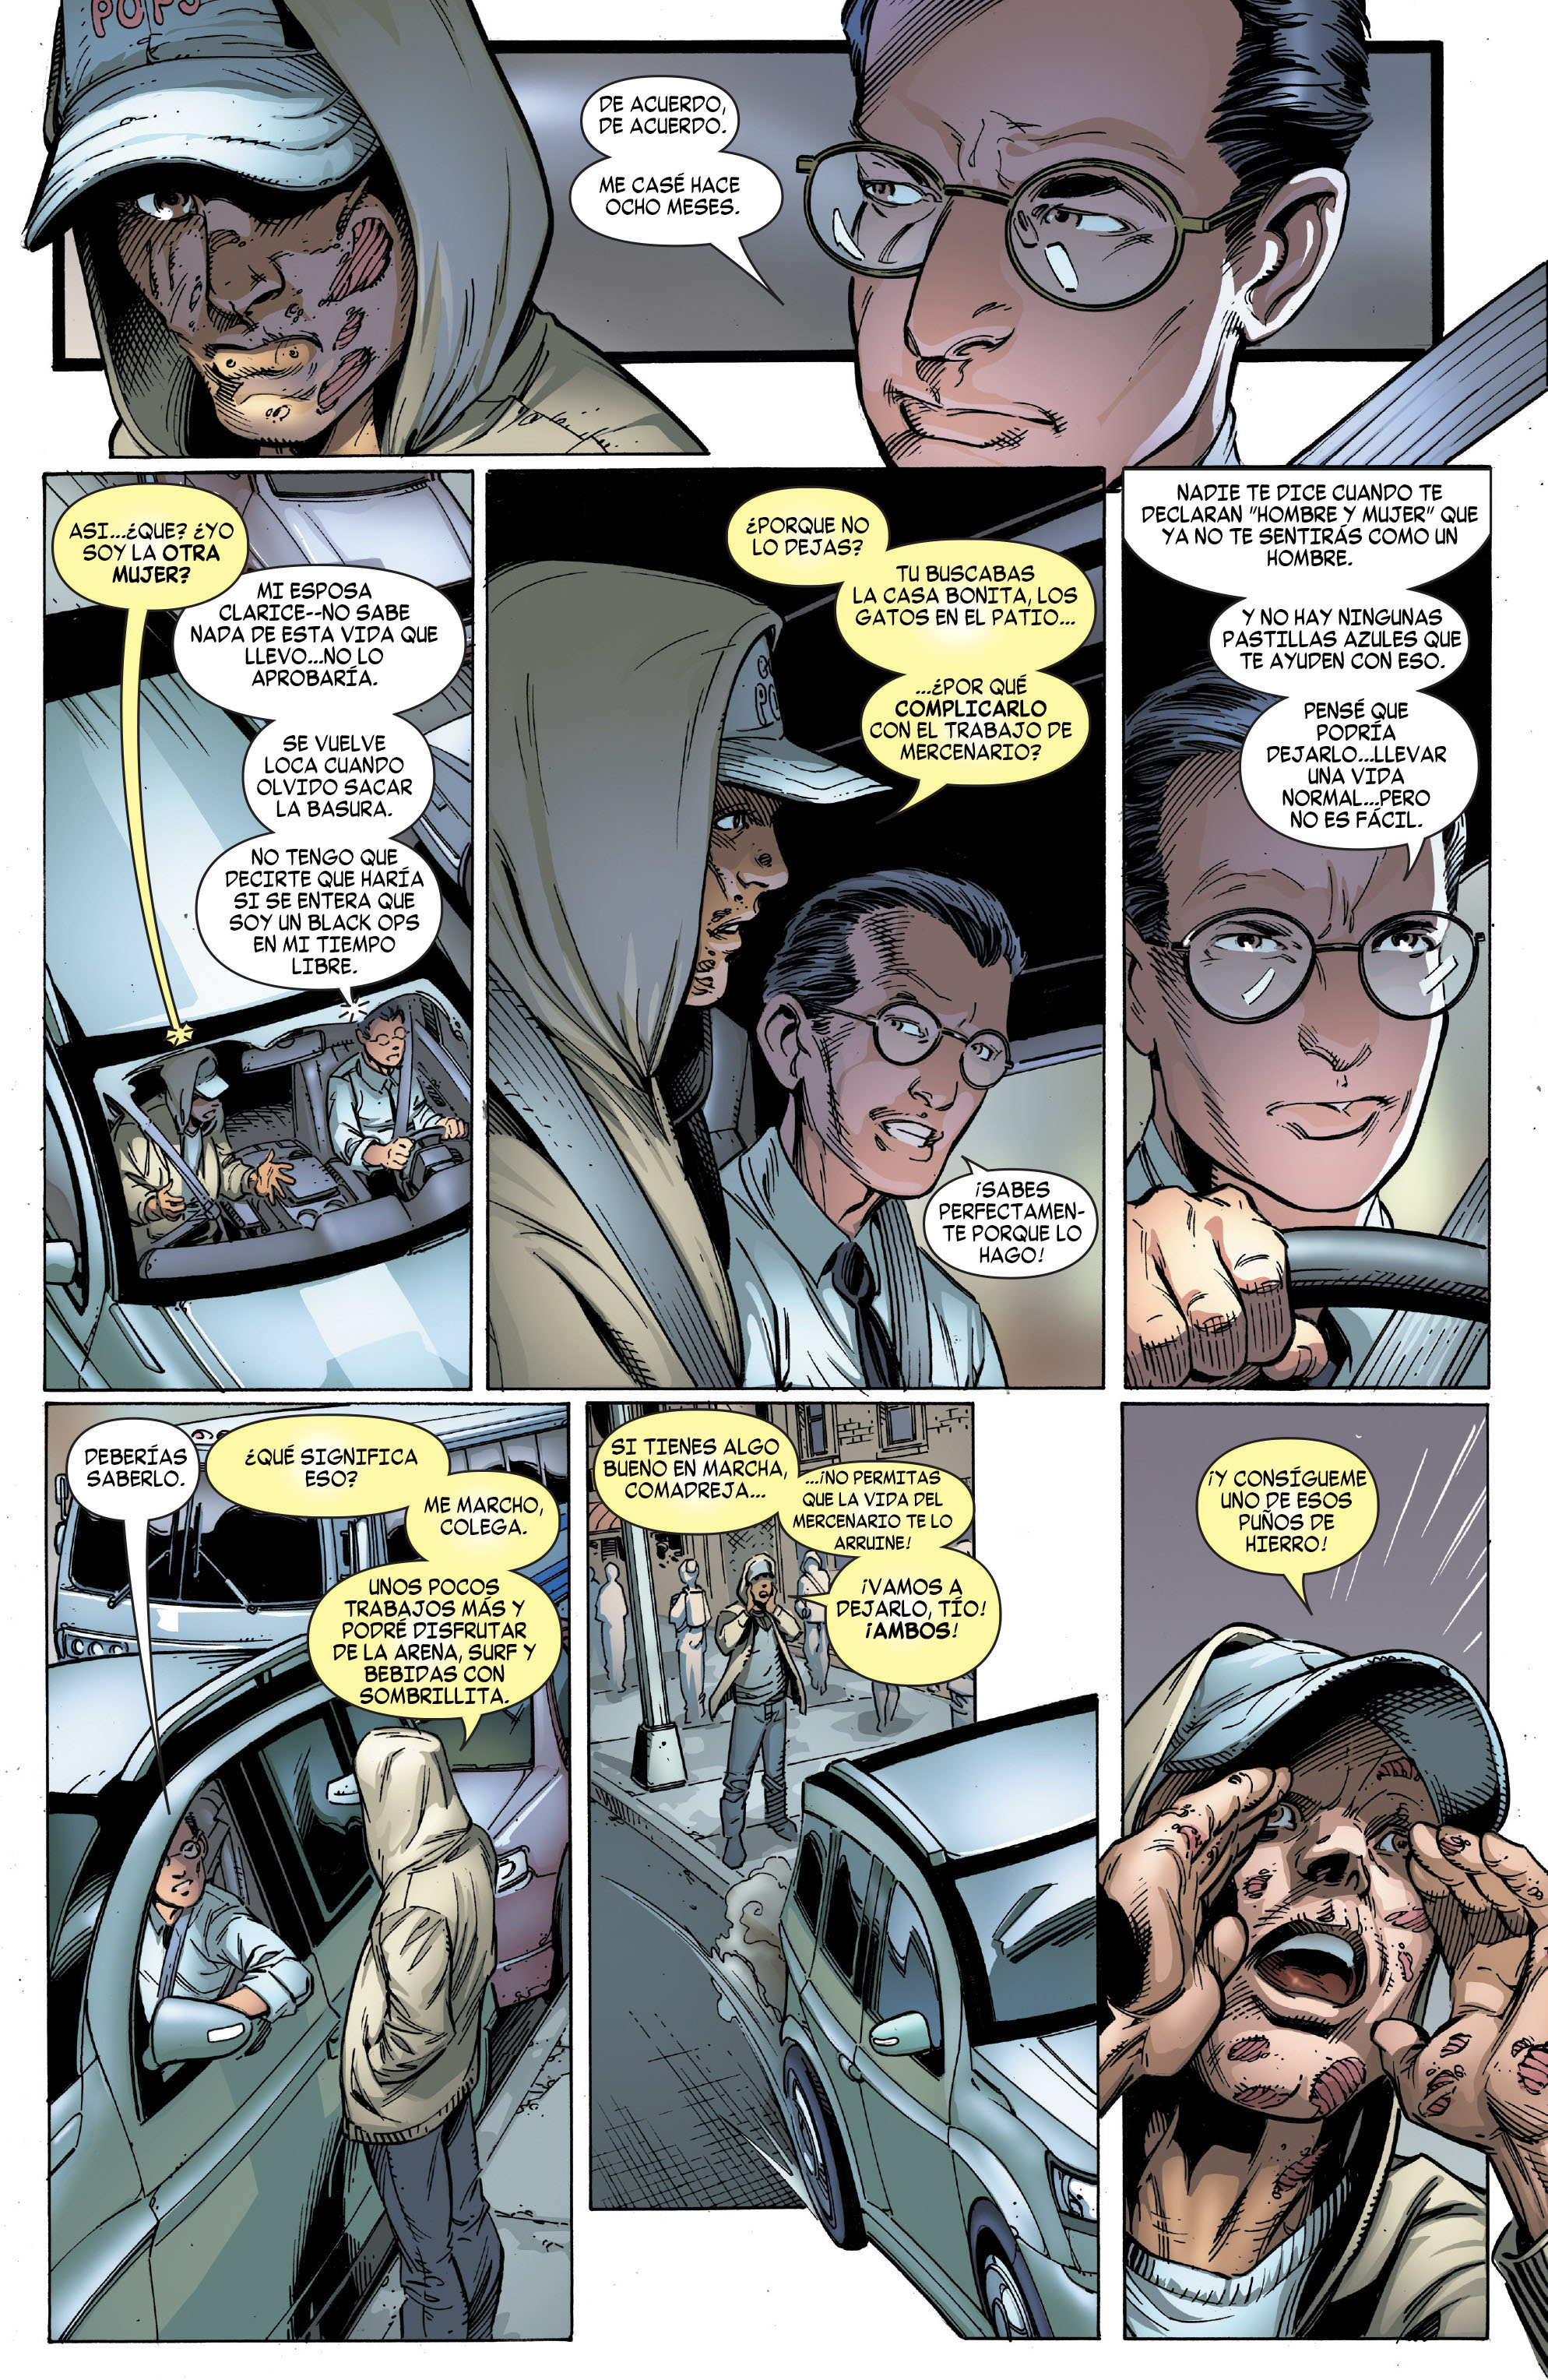 POPS
DE ACUERDO,
DE ACUERDO.
ME CASÉ HACE
OCHO MESES.
ASI...¿QUE? ¿YO
SOY LA OTRA
MUJER?
MI ESPOSA
CLARICE--NO SABE
NADA DE ESTA VIDA QUE
LLEVO...NO LO
APROBARÍA.
SE VUELVE
LOCA CUANDO
OLVIDO SACAR
LA BASURA.
NO TENGO QUE
DECIRTE QUE HARÍA
SI SE ENTERA QUE
SOY UN BLACK OPS
EN MI TIEMPO
LIBRE.
¿PORQUE NO
LO DEJAS?
TU BUSCABAS
LA CASA BONITA, LOS
GATOS EN EL PATIO...
...¿POR QUÉ
COMPLICARLO
CON EL TRABAJO DE
MERCENARIO?
¡SABES
PERFECTAMEN-
TE PORQUE LO
HAGO!
NADIE TE DICE CUANDO TE
DECLARAN "HOMBRE Y MUJER" QUE
YA NO TE SENTIRÁS COMO UN
HOMBRE.
Y NO HAY NINGUNAS
PASTILLAS AZULES QUE
TE AYUDEN CON ESO.
PENSÉ QUE
PODRÍA
DEJARLO...LLEVAR
UNA VIDA
NORMAL...PERO
NO ES FÁCIL.
DEBERÍAS
SABERLO.
¿QUÉ SIGNIFICA
ESO?
ME MARCHO,
COLEGA.
UNOS POCOS
TRABAJOS MÁS Y
PODRÉ DISFRUTAR
DE LA ARENA, SURF Y
BEBIDAS CON
SOMBRILLITA.
SI TIENES ALGO
BUENO EN MARCHA,
COMADREJA...
...¡NO PERMITAS
QUE LA VIDA DEL
MERCENARIO TE LO
ARRUINE!
¡VAMOS A
DEJARLO, TÍO!
¡AMBOS!
¡Y CONSÍGUEME
UNO DE ESOS
PUÑOS DE
HIERRO!